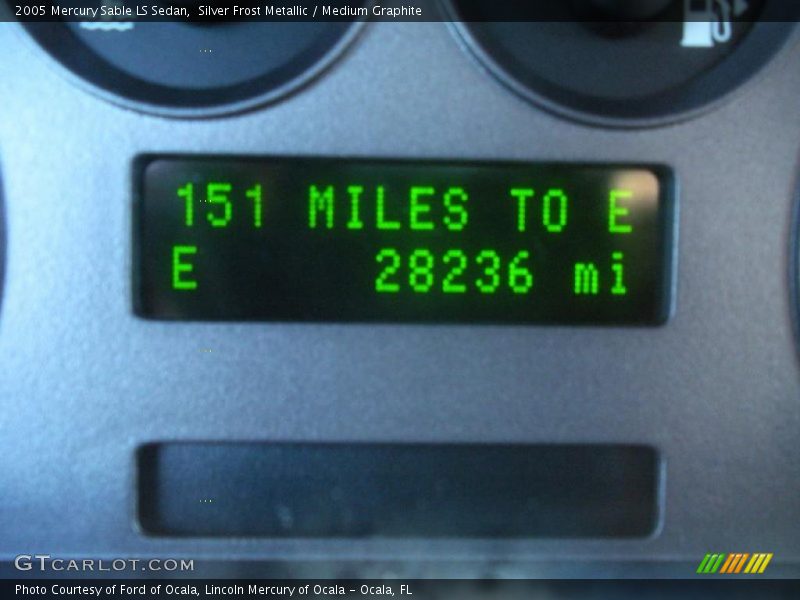 2005 Mercury Sable LS Sedan,  Silver Frost Metallic / Medium Graphite
151 MILES TO E
E 28236 mi
GTCARLOT.COM
Photo Courtesy of Ford of Ocala, Lincoln Mercury of Ocala - Ocala, FL